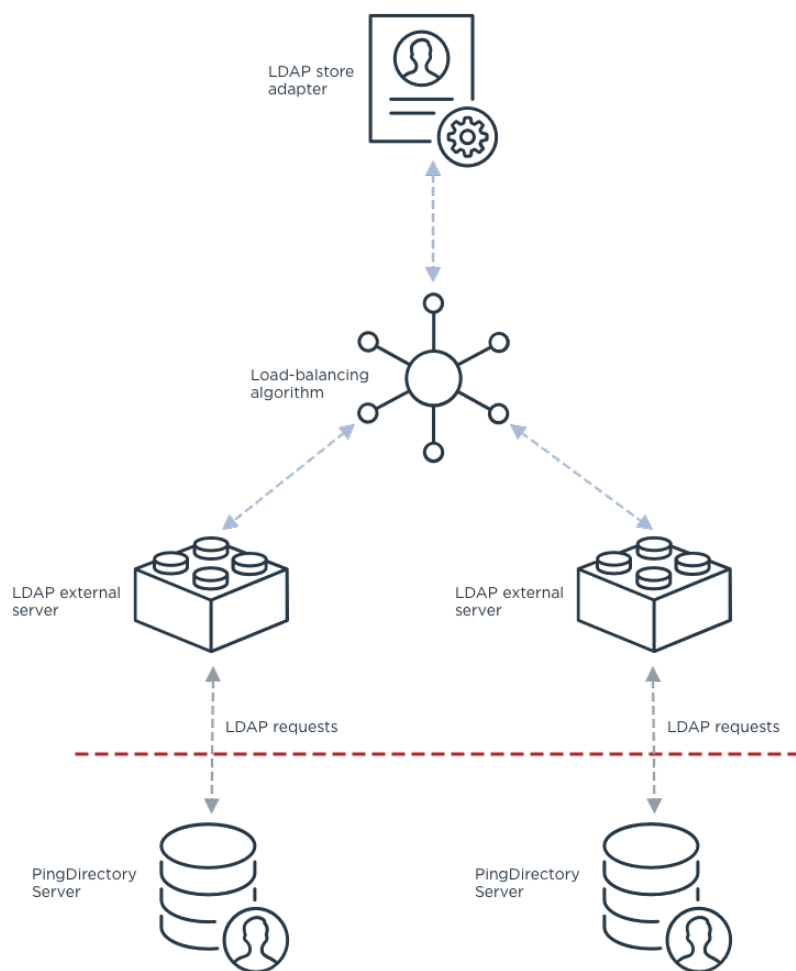 LDAP store
adapter
Load-balancing
algorithm
LDAP external
server
LDAP external
server
LDAP requests
LDAP requests
PingDirectory
Server
PingDirectory
Server